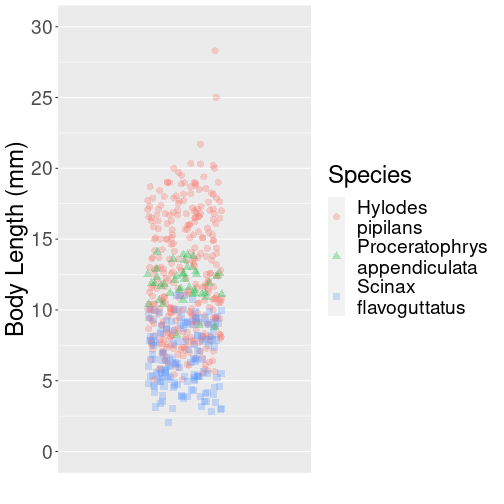 30
25
20
15
10
5
0
Body Length (mm)
Species
Hylodes
pipilans
Proceratophrys
appendiculata
Scinax
flavoguttatus